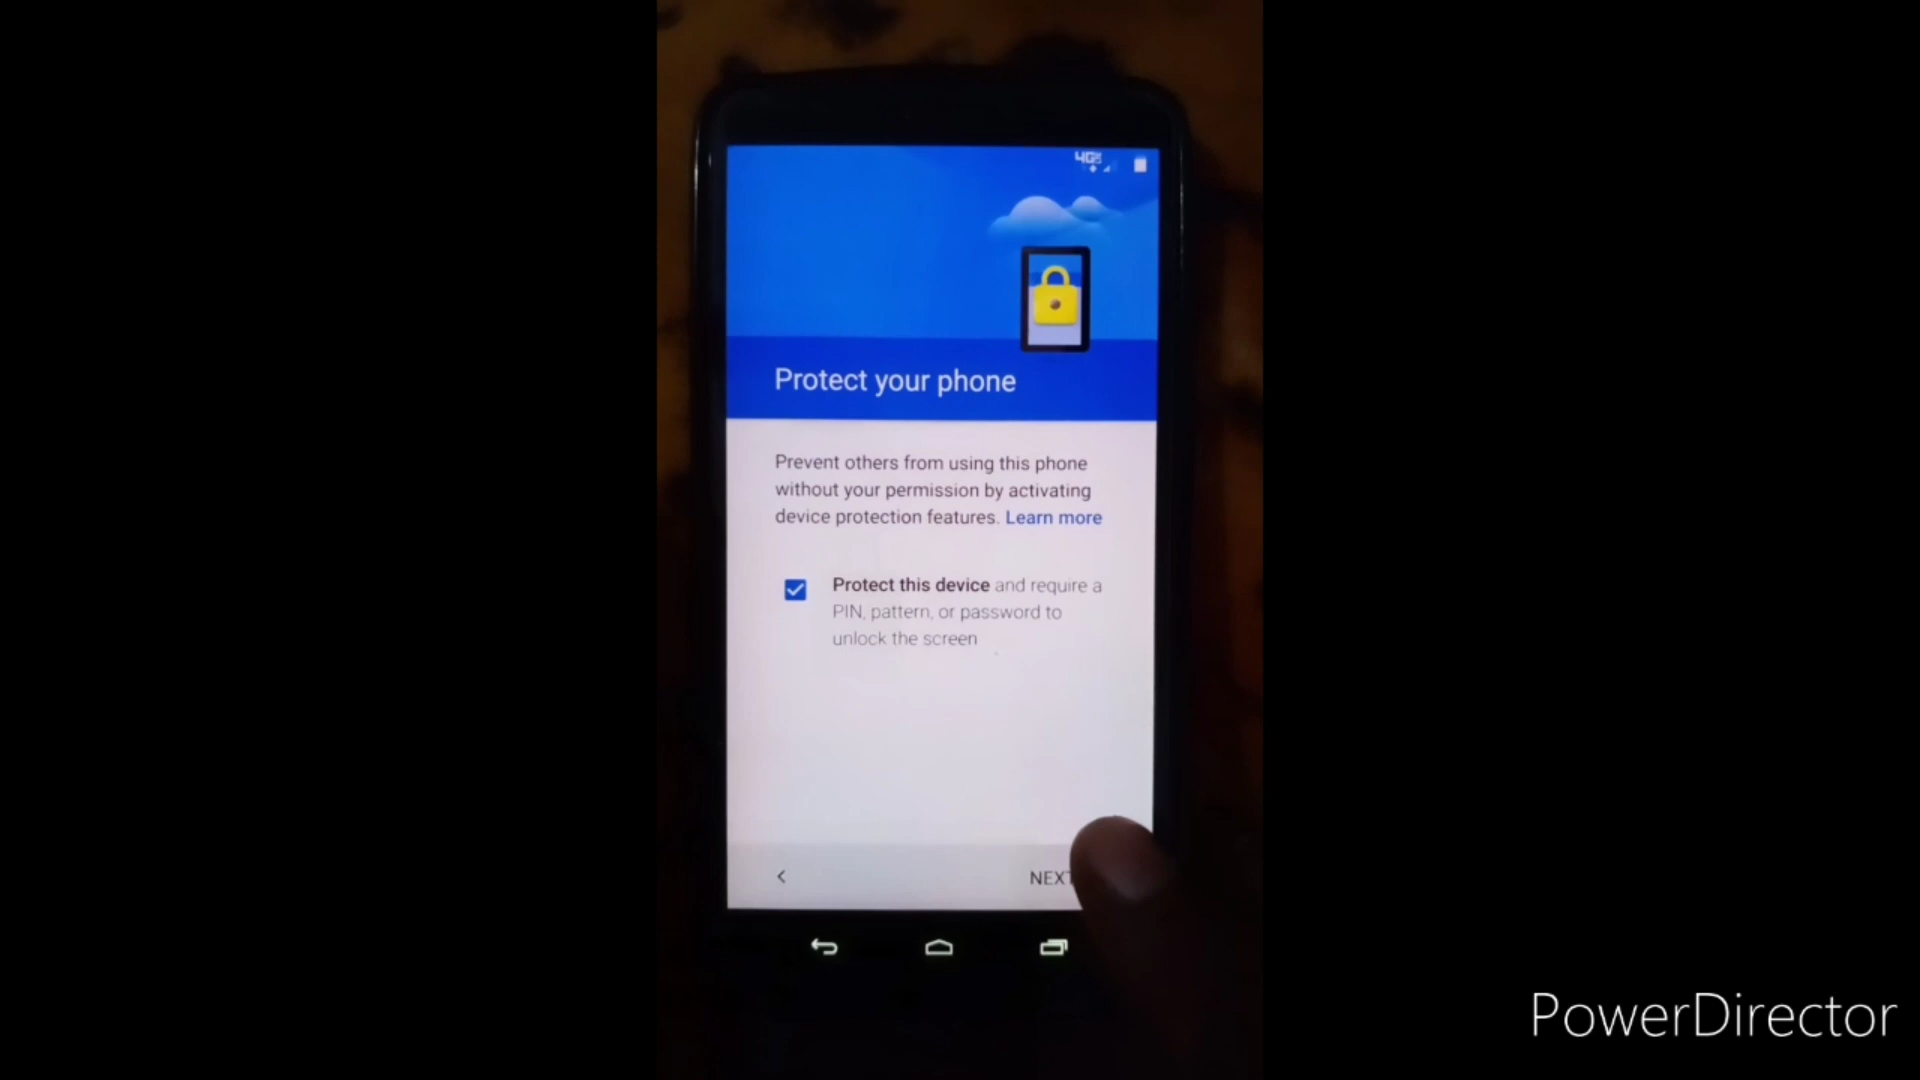 4G
Protect your phone
Prevent others from using this phone
without your permission by activating
device protection features. Learn more
Protect this device and require a
PIN, pattern, or password to
unlock the screen
NEXT
PowerDirector